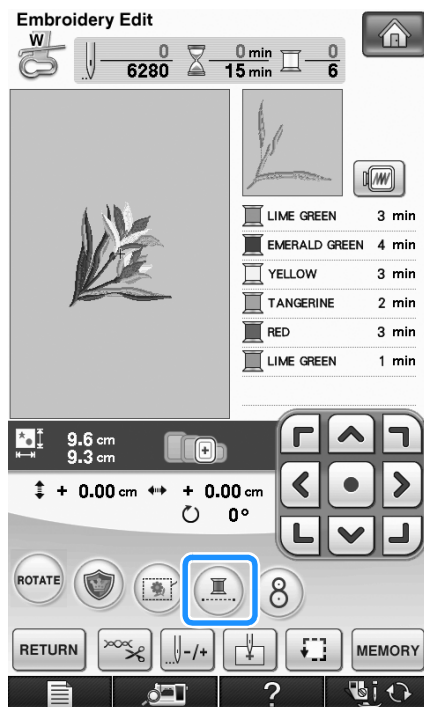 Embroidery Edit
W
0 0 min 0
6280 15 min 6
LIME GREEN 3 min
EMERALD GREEN 4 min
YELLOW 3 min
TANGERINE 2 min
RED 3 min
LIME GREEN 1 min
9.6 cm
9.3 cm
+ 0.00 cm + 0.00 cm
0°
ROTATE 8
RETURN -/+ MEMORY
?